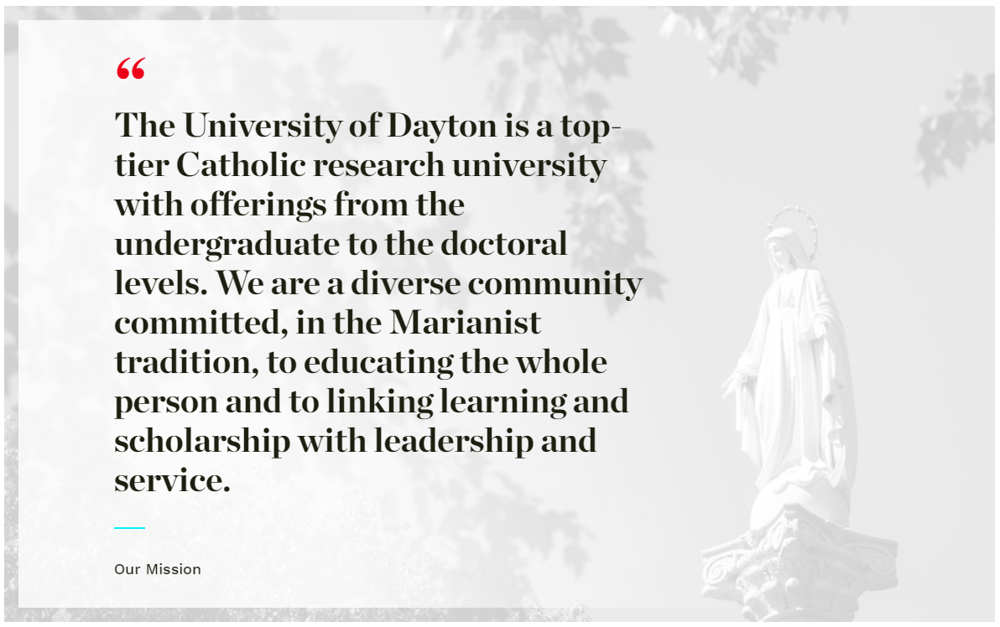 “
The University of Dayton is a top-
tier Catholic research university
with offerings from the
undergraduate to the doctoral
levels. We are a diverse community
committed, in the Marianist
tradition, to educating the whole
person and to linking learning and
scholarship with leadership and
service.
Our Mission